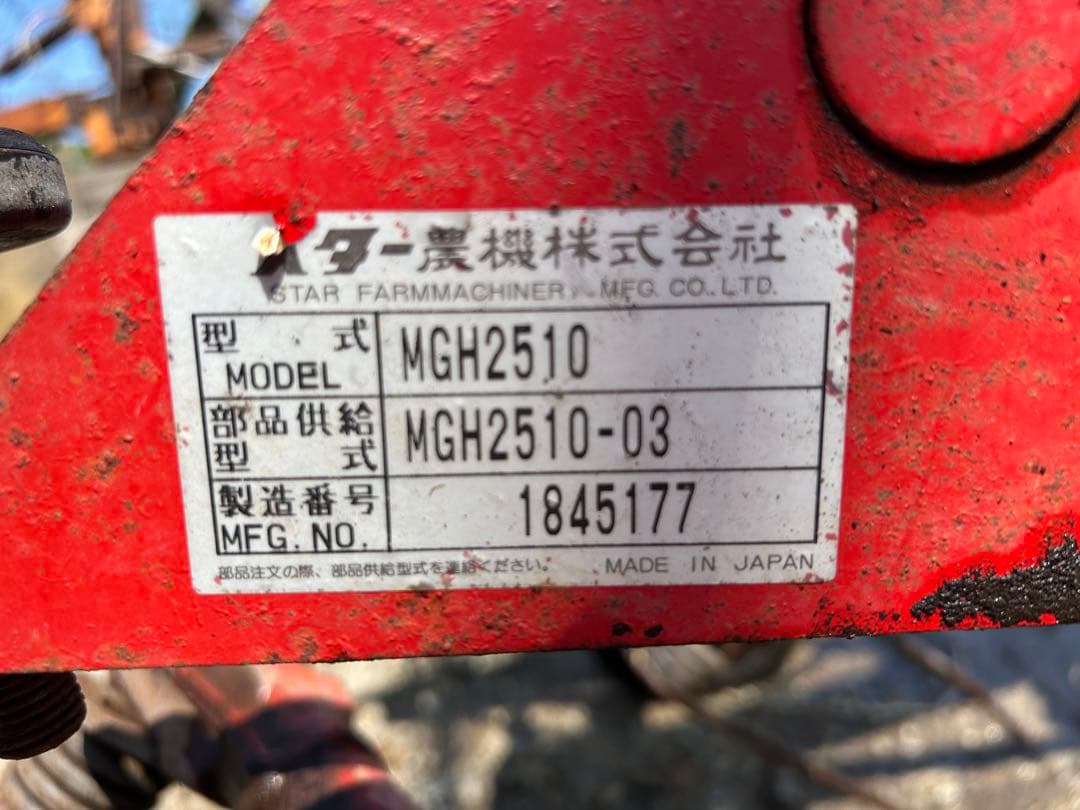 スター農機株式会社
STAR FARMMACHINERY MFG. CO., LTD.
型式 MGH2510
MODEL
部品供給 MGH2510-03
型式
製造番号 1845177
MFG. NO.
部品注文の際、部品供給型式を連絡ください。 MADE IN JAPAN